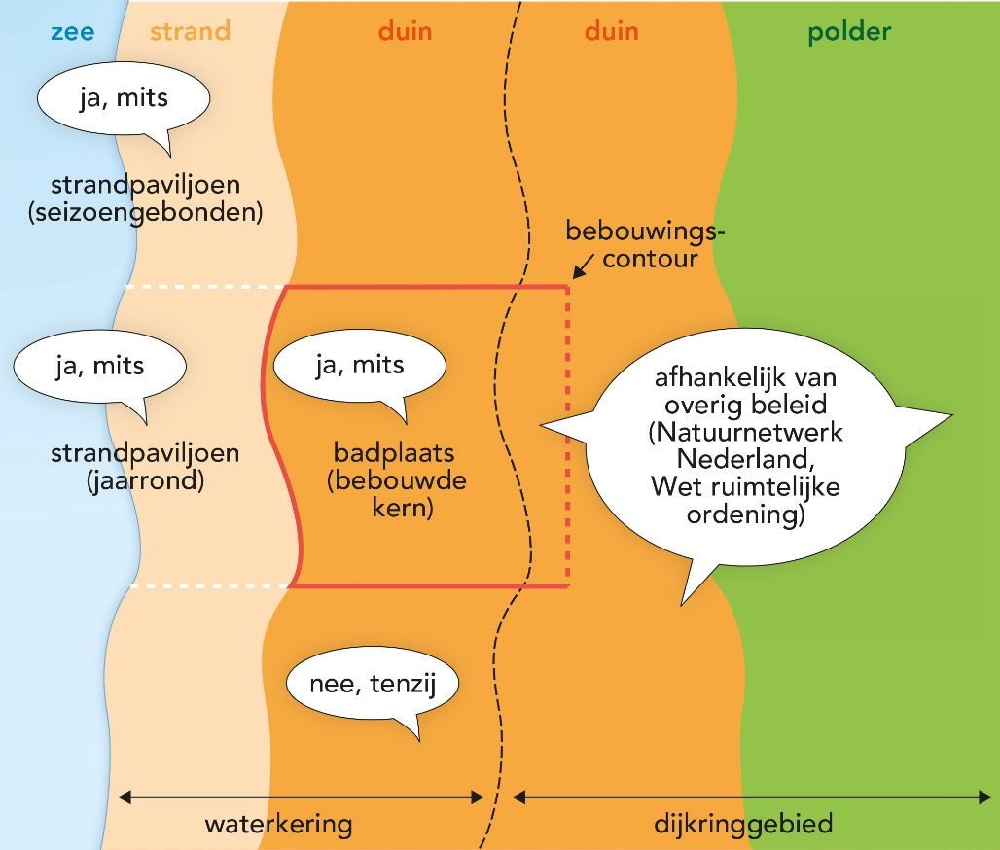 zee
strand
duin
duin
polder
ja, mits
strandpaviljoen
(seizoengebonden)
bebouwings-
contour
ja, mits
strandpaviljoen
(jaarrond)
ja, mits
badplaats
(bebouwde
kern)
afhankelijk van
overig beleid
(Natuurnetwerk
Nederland,
Wet ruimtelijke
ordening)
nee, tenzij
waterkering
dijkringgebied